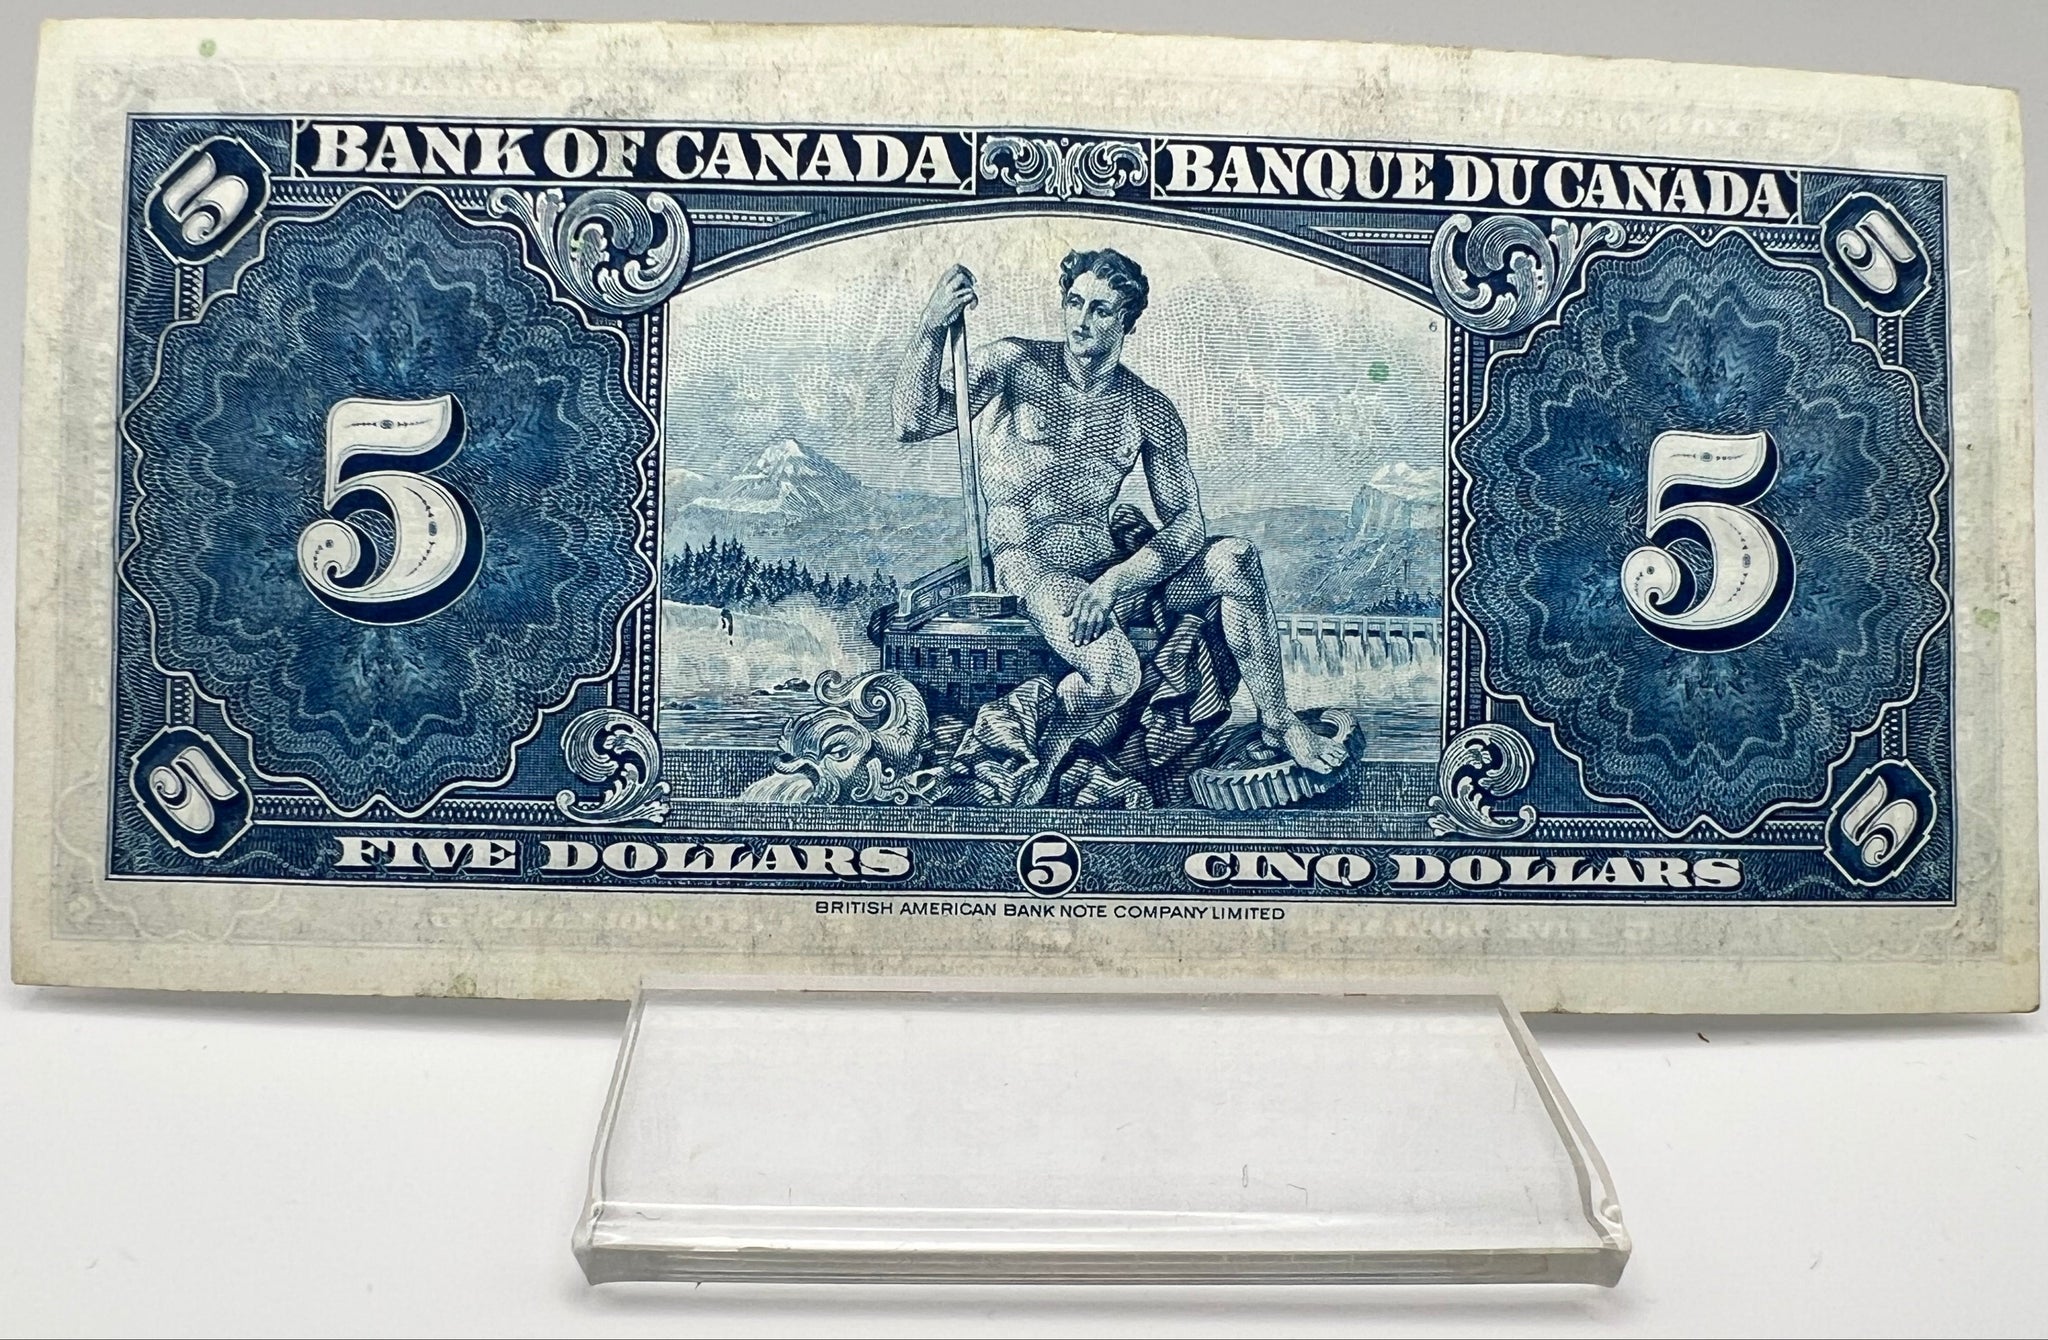 5 BANK OF CANADA BANQUE DU CANADA 5
6
5 5
5 FIVE DOLLARS 5 CINQ DOLLARS 5
BRITISH AMERICAN BANK NOTE COMPANY LIMITED